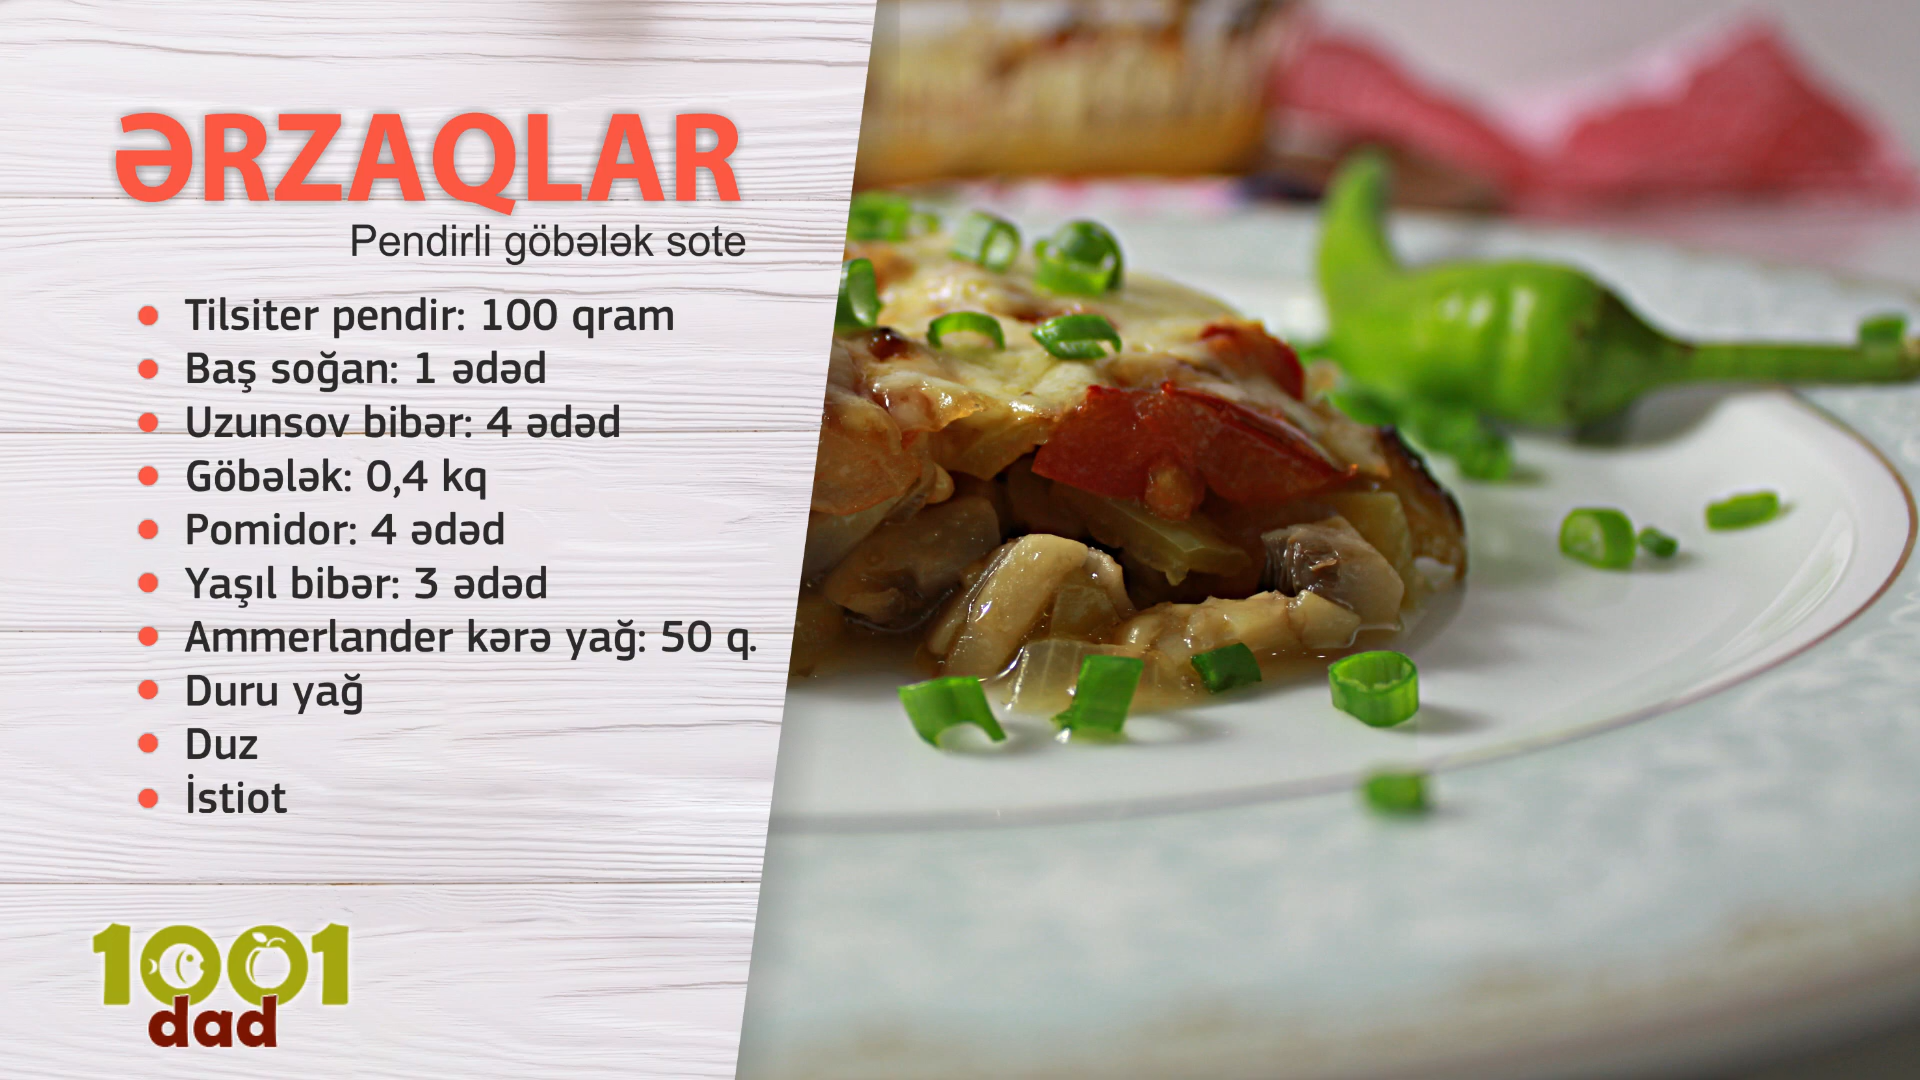 ƏRZAQLAR
Pendirli göbələk sote
Tilsiter pendir: 100 qram
Baş soğan: 1 ədəd
Uzunsov bibər: 4 ədəd
Göbələk: 0,4 kq
Pomidor: 4 ədəd
Yaşıl bibər: 3 ədəd
Ammerlander kərə yağ: 50 q.
Duru yağ
Duz
İstiot
1001
dad